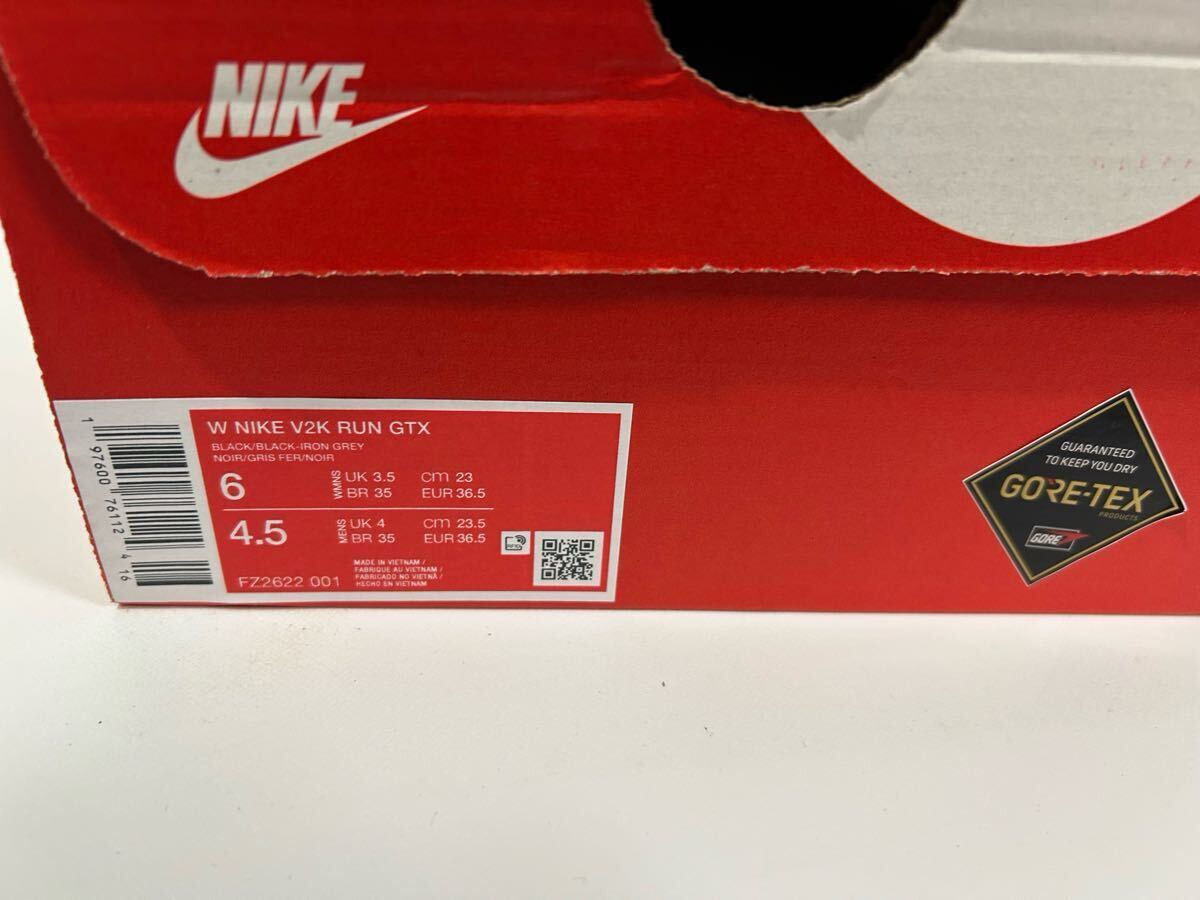 NIKE
W NIKE V2K RUN GTX
BLACK/BLACK-IRON GREY
NOIR/GRIS FER/NOIR
6 WMNS UK 3.5 cm 23
BR 35 EUR 36.5
4.5 MENS UK 4 cm 23.5
BR 35 EUR 36.5
FZ2622 001
MADE IN VIETNAM /
FABRIQUE AU VIETNAM /
FABRICADO NO VIETNÃ /
HECHO EN VIETNAM
RFID
1 97600 76112 4 16
GUARANTEED
TO KEEP YOU DRY
GORE-TEX
PRODUCTS
GORE